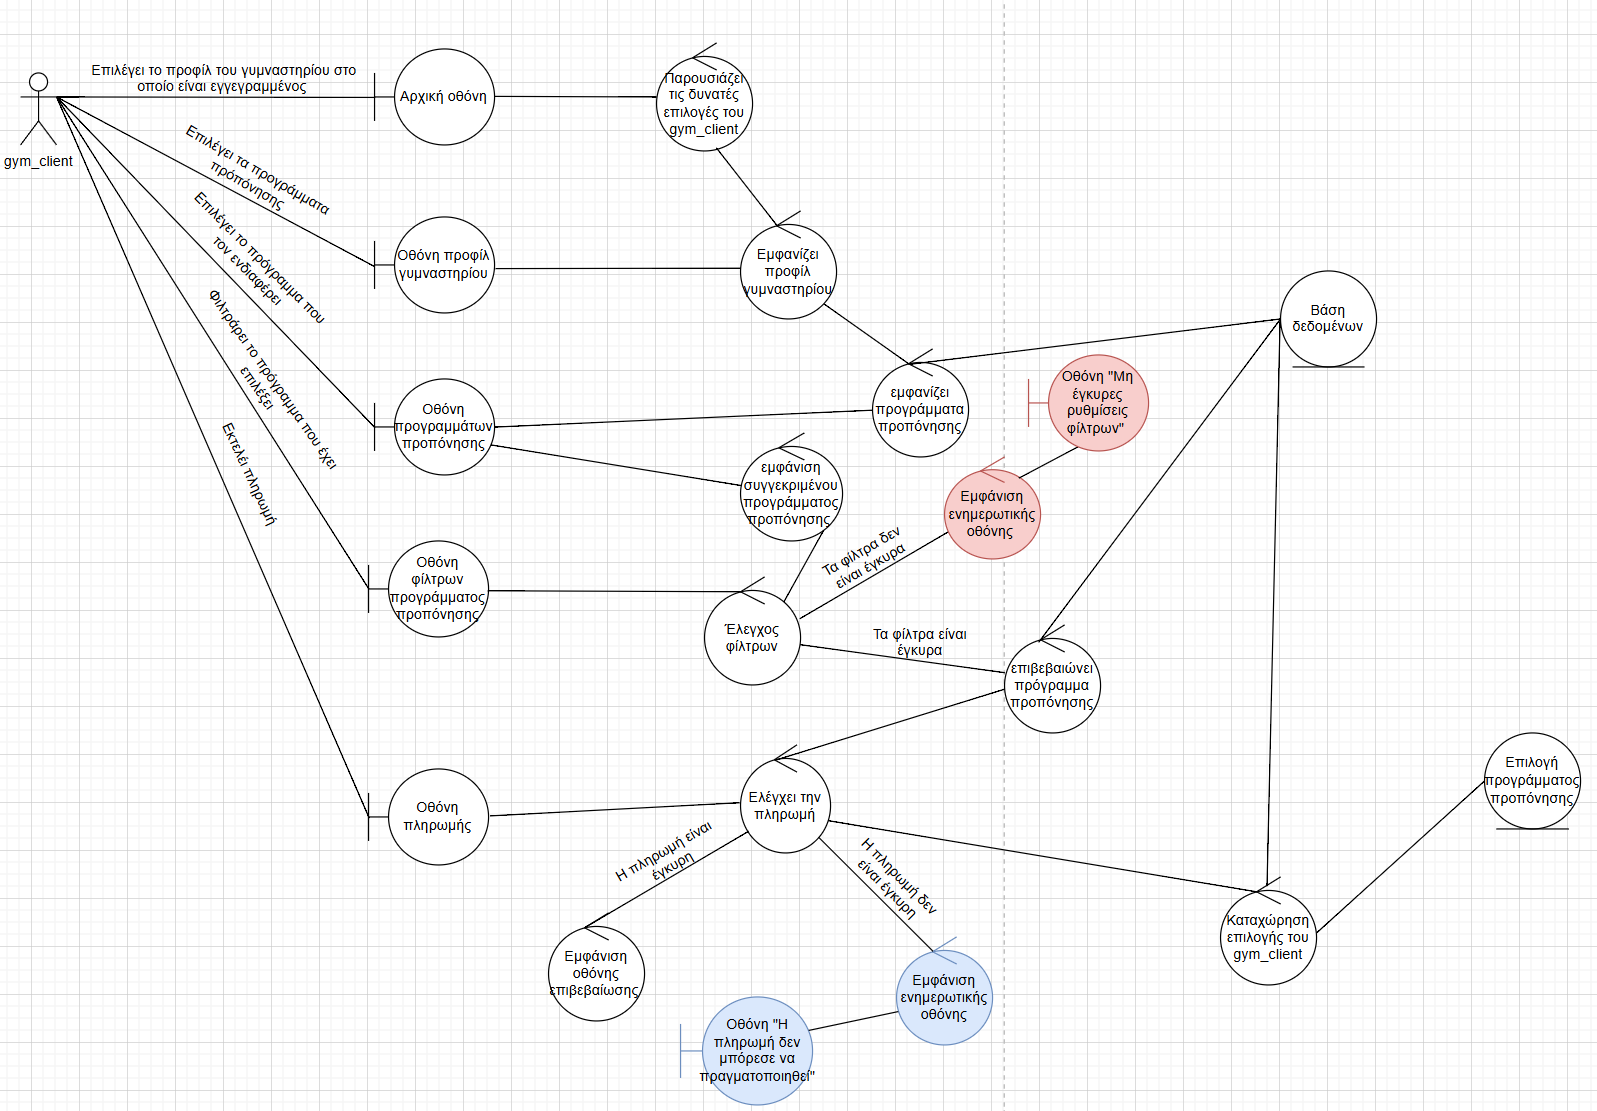 Επιλέγει το προφίλ του γυμναστηρίου στο
οποίο είναι εγγεγραμμένος
gym_client
Αρχική οθόνη
Παρουσιάζει
τις δυνατές
επιλογές του
gym_client
Επιλέγει τα προγράμματα
πρόπόνησης
Οθόνη προφίλ
γυμναστηρίου
Εμφανίζει
προφίλ
γυμναστηρίου
Επιλέγει το πρόγραμμα που
τον ενδιαφέρει
Βάση
δεδομένων
Φιλτράρει το πρόγραμμα που έχει
επιλέξει
Οθόνη
προγραμμάτων
προπόνησης
εμφανίζει
προγράμματα
προπόνησης
Οθόνη "Μη
έγκυρες
ρυθμίσεις
φίλτρων"
Εκτελεί πληρωμή
εμφάνιση
συγγεκριμένου
προγράμματος
προπόνησης
Εμφάνιση
ενημερωτικής
οθόνης
Τα φίλτρα δεν
είναι έγκυρα
Οθόνη
φίλτρων
προγράμματος
προπόνησης
Έλεγχος
φίλτρων
Τα φίλτρα είναι
έγκυρα
επιβεβαιώνει
πρόγραμμα
προπόνησης
Οθόνη
πληρωμής
Ελέγχει την
πληρωμή
Επιλογή
προγράμματος
προπόνησης
Η πληρωμή είναι
έγκυρη
Η πληρωμή δεν
είναι έγκυρη
Καταχώρηση
επιλογής του
gym_client
Εμφάνιση
οθόνης
επιβεβαίωσης
Εμφάνιση
ενημερωτικής
οθόνης
Οθόνη "Η
πληρωμή δεν
μπόρεσε να
πραγματοποιηθεί"